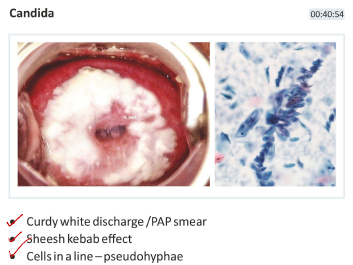 Candida
00:40:54
Curdy white discharge /PAP smear
Sheesh kebab effect
Cells in a line – pseudohyphae